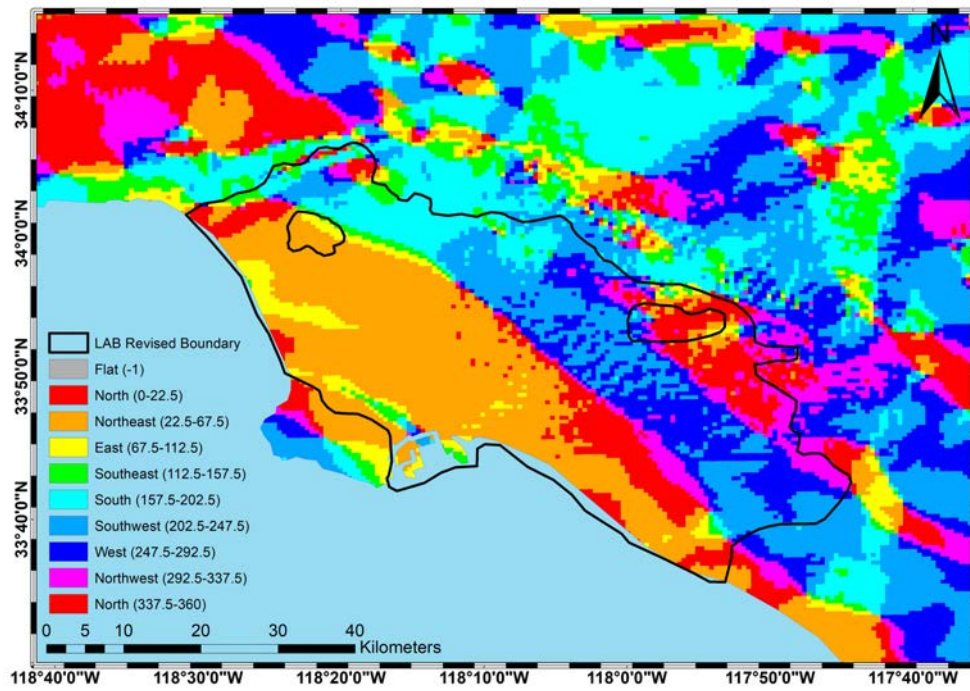 34°10'0"N
34°0'0"N
33°50'0"N
33°40'0"N
N
LAB Revised Boundary
Flat (-1)
North (0-22.5)
Northeast (22.5-67.5)
East (67.5-112.5)
Southeast (112.5-157.5)
South (157.5-202.5)
Southwest (202.5-247.5)
West (247.5-292.5)
Northwest (292.5-337.5)
North (337.5-360)
0 5 10 20 30 40
Kilometers
118°40'0"W 118°30'0"W 118°20'0"W 118°10'0"W 118°0'0"W 117°50'0"W 117°40'0"W